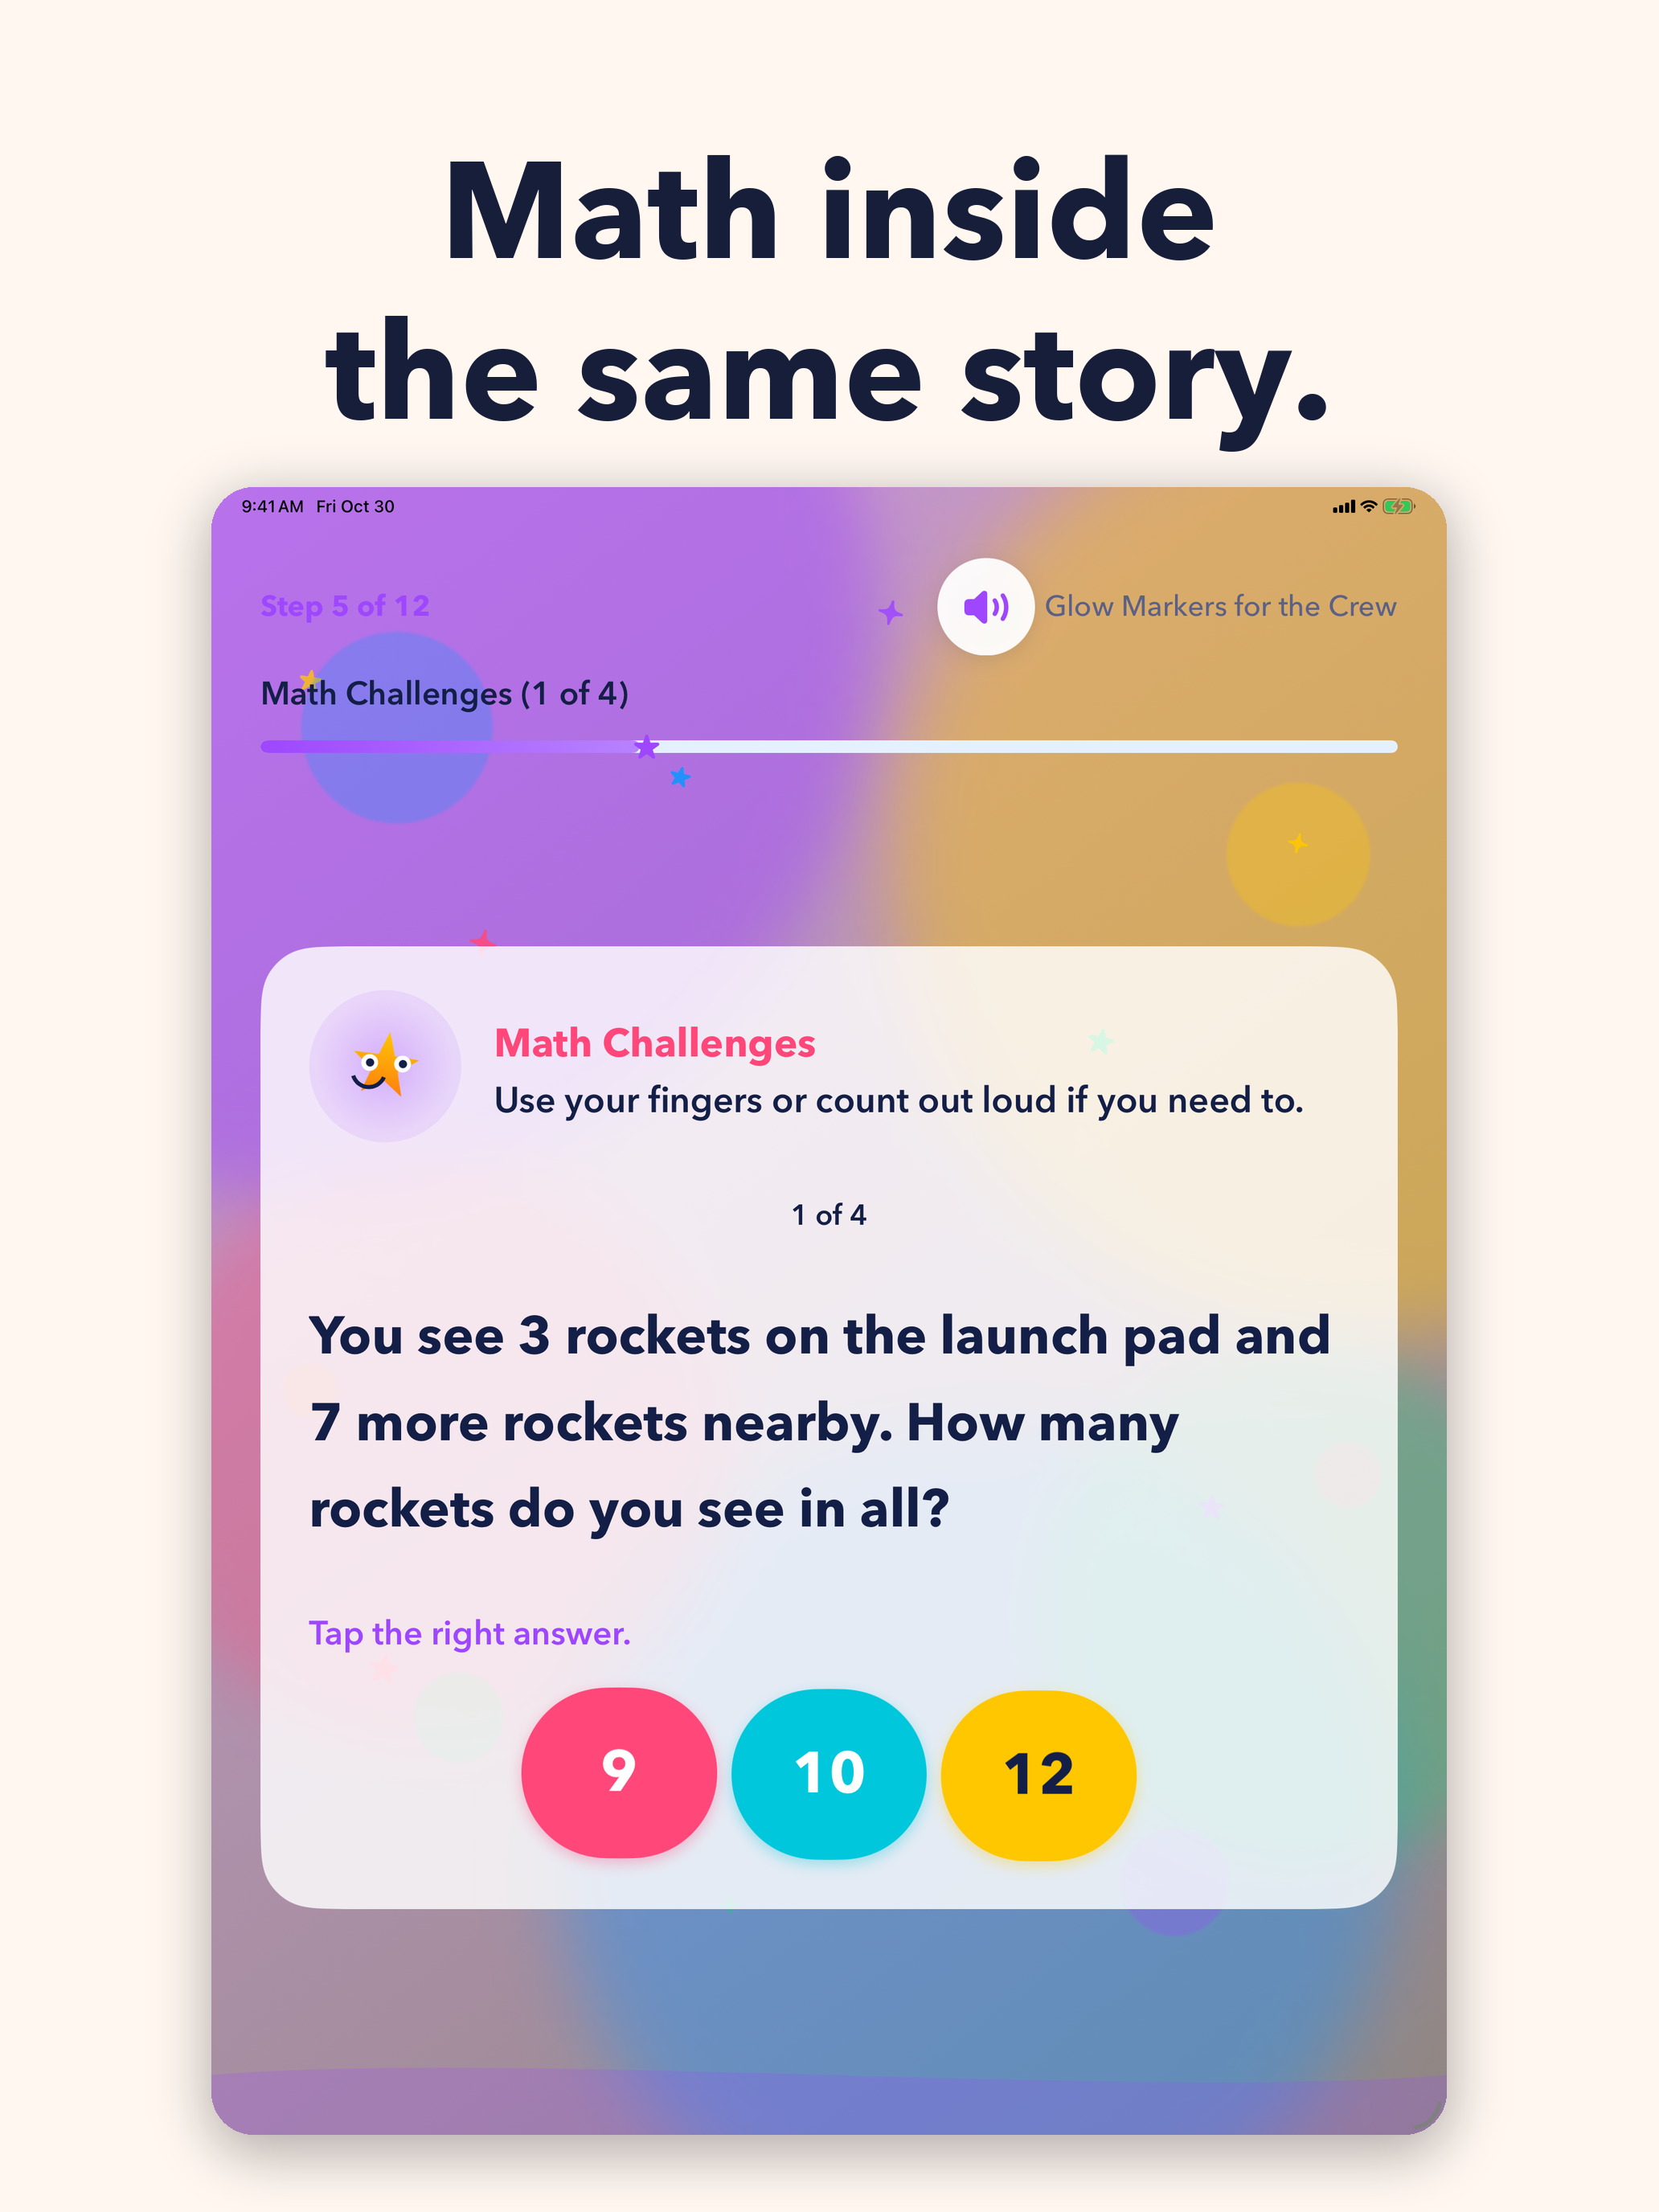 Math inside
the same story.
9:41 AM Fri Oct 30
Step 5 of 12
Glow Markers for the Crew
Math Challenges (1 of 4)
Math Challenges
Use your fingers or count out loud if you need to.
1 of 4
You see 3 rockets on the launch pad and
7 more rockets nearby. How many
rockets do you see in all?
Tap the right answer.
9 10 12